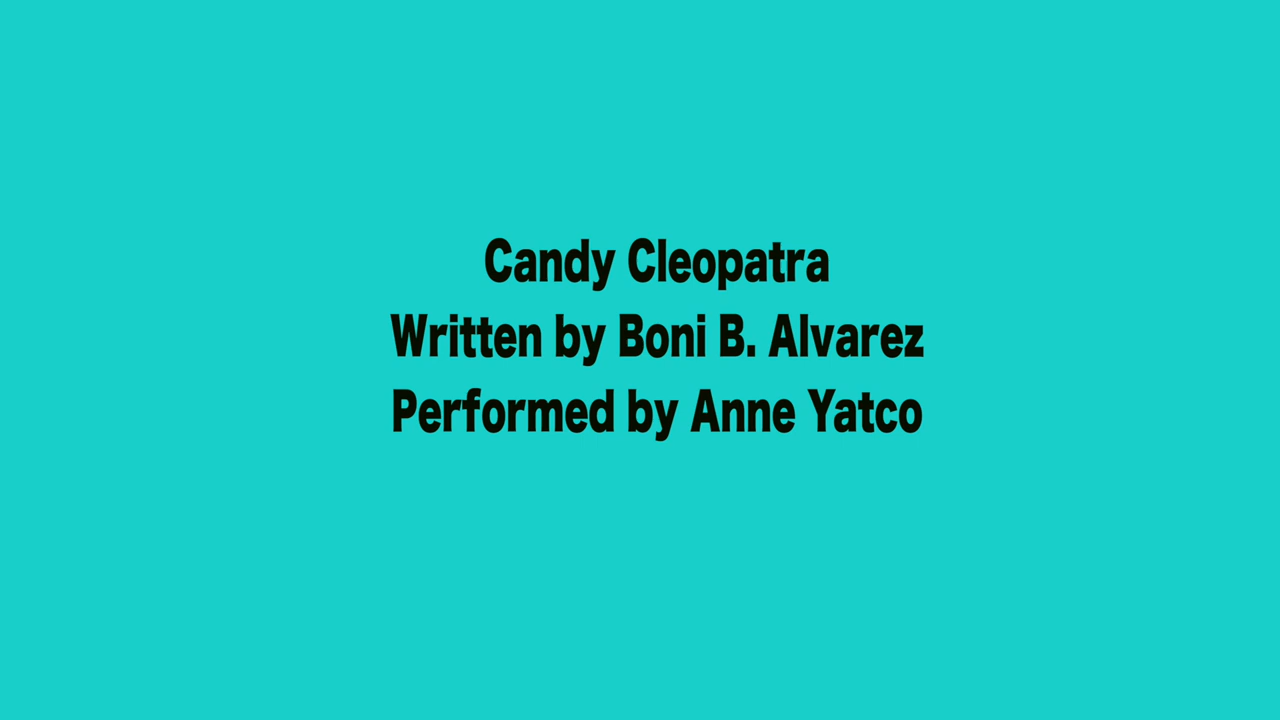 Candy Cleopatra
Written by Boni B. Alvarez
Performed by Anne Yatco